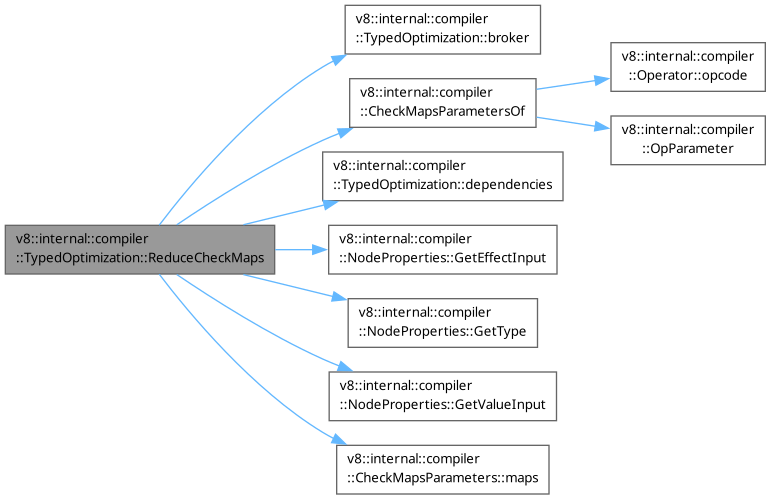 v8::internal::compiler
::TypedOptimization::ReduceCheckMaps
v8::internal::compiler
::TypedOptimization::broker
v8::internal::compiler
::CheckMapsParametersOf
v8::internal::compiler
::Operator::opcode
v8::internal::compiler
::OpParameter
v8::internal::compiler
::TypedOptimization::dependencies
v8::internal::compiler
::NodeProperties::GetEffectInput
v8::internal::compiler
::NodeProperties::GetType
v8::internal::compiler
::NodeProperties::GetValueInput
v8::internal::compiler
::CheckMapsParameters::maps